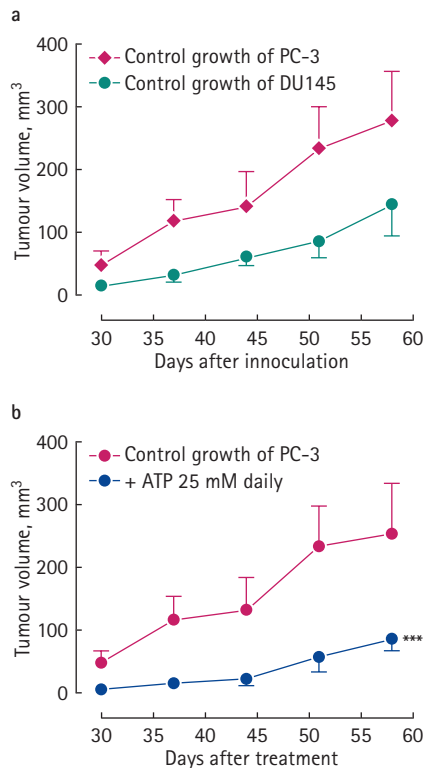 a
400
300
200
100
0
Tumour volume, mm³
Control growth of PC-3
Control growth of DU145
30 35 40 45 50 55 60
Days after innoculation
b
400
300
200
100
0
Tumour volume, mm³
Control growth of PC-3
+ ATP 25 mM daily
***
30 35 40 45 50 55 60
Days after treatment